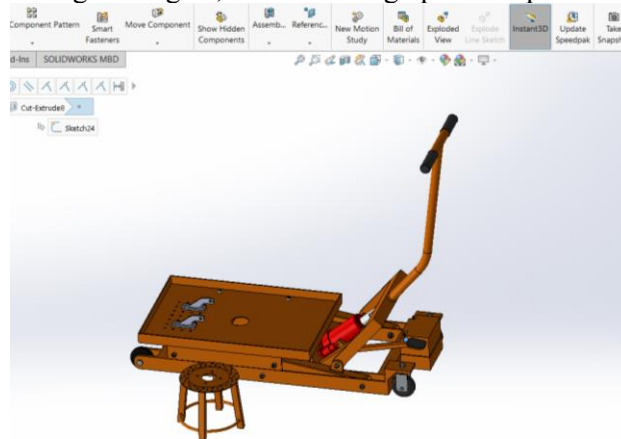 Component Pattern
Smart
Fasteners
Move Component
Show Hidden
Components
Assemb...
Referenc...
New Motion
Study
Bill of
Materials
Exploded
View
Explode
Line Sketch
Instant3D
Update
Speedpak
Take
Snaps
d-Ins
SOLIDWORKS MBD
Cut-Extrude8
Sketch24